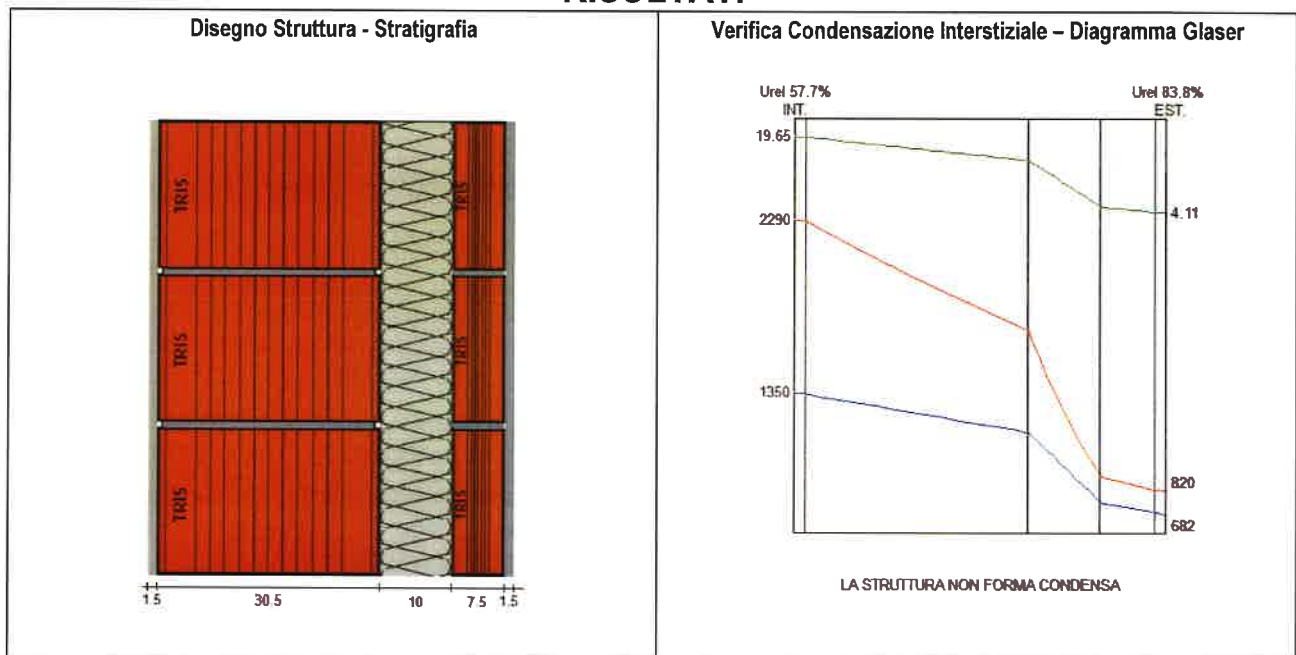 Disegno Struttura - Stratigrafia
TRIS
TRIS
TRIS
TRIS
TRIS
TRIS
1.5 30.5 10 7.5 1.5
Verifica Condensazione Interstiziale – Diagramma Glaser
Urel 57.7% Urel 83.8%
INT. EST.
19.65
4.11
2290
1350
820
682
LA STRUTTURA NON FORMA CONDENSA